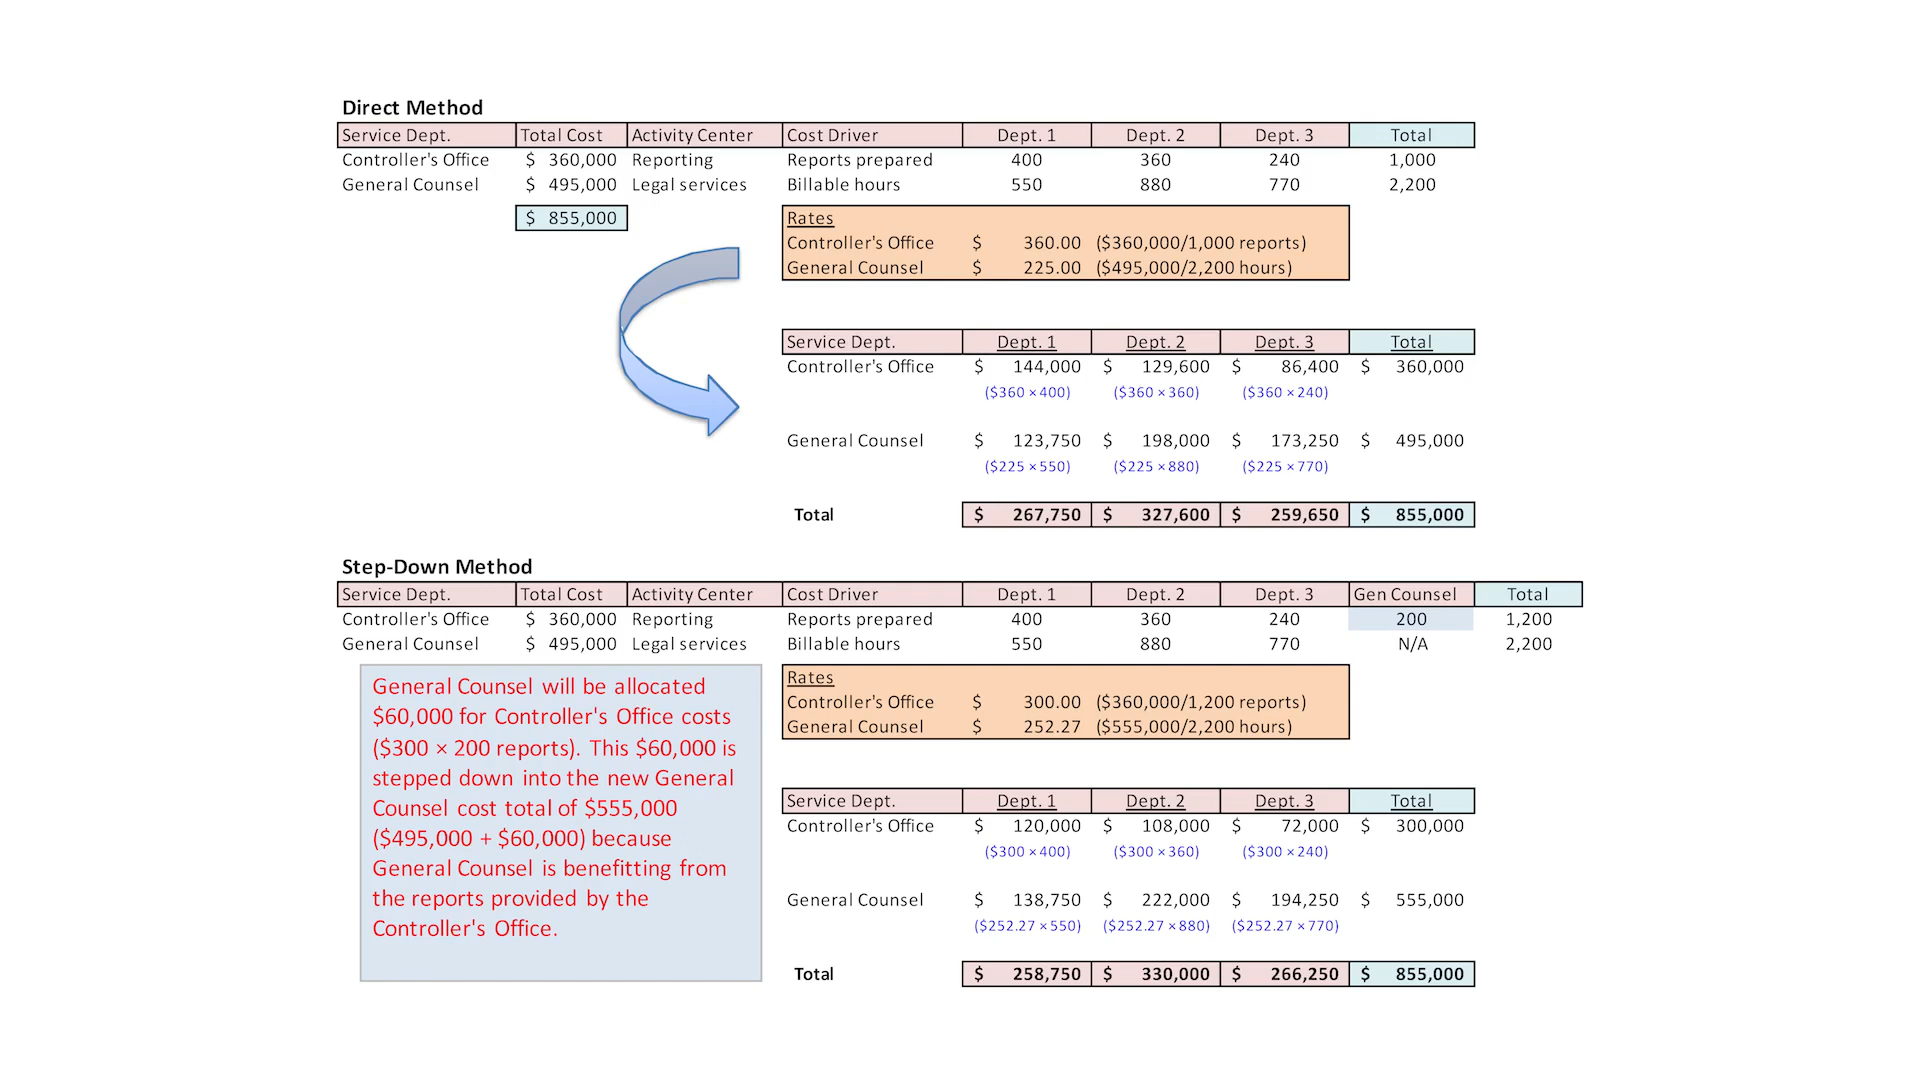 Direct Method
Service Dept. Total Cost Activity Center Cost Driver Dept. 1 Dept. 2 Dept. 3 Total
Controller's Office $ 360,000 Reporting Reports prepared 400 360 240 1,000
General Counsel $ 495,000 Legal services Billable hours 550 880 770 2,200
$ 855,000
Rates
Controller's Office $ 360.00 ($360,000/1,000 reports)
General Counsel $ 225.00 ($495,000/2,200 hours)
Service Dept. Dept. 1 Dept. 2 Dept. 3 Total
Controller's Office $ 144,000 $ 129,600 $ 86,400 $ 360,000
($360 × 400) ($360 × 360) ($360 × 240)
General Counsel $ 123,750 $ 198,000 $ 173,250 $ 495,000
($225 × 550) ($225 × 880) ($225 × 770)
Total $ 267,750 $ 327,600 $ 259,650 $ 855,000
Step-Down Method
Service Dept. Total Cost Activity Center Cost Driver Dept. 1 Dept. 2 Dept. 3 Gen Counsel Total
Controller's Office $ 360,000 Reporting Reports prepared 400 360 240 200 1,200
General Counsel $ 495,000 Legal services Billable hours 550 880 770 N/A 2,200
General Counsel will be allocated
$60,000 for Controller's Office costs
($300 × 200 reports). This $60,000 is
stepped down into the new General
Counsel cost total of $555,000
($495,000 + $60,000) because
General Counsel is benefitting from
the reports provided by the
Controller's Office.
Rates
Controller's Office $ 300.00 ($360,000/1,200 reports)
General Counsel $ 252.27 ($555,000/2,200 hours)
Service Dept. Dept. 1 Dept. 2 Dept. 3 Total
Controller's Office $ 120,000 $ 108,000 $ 72,000 $ 300,000
($300 × 400) ($300 × 360) ($300 × 240)
General Counsel $ 138,750 $ 222,000 $ 194,250 $ 555,000
($252.27 × 550) ($252.27 × 880) ($252.27 × 770)
Total $ 258,750 $ 330,000 $ 266,250 $ 855,000